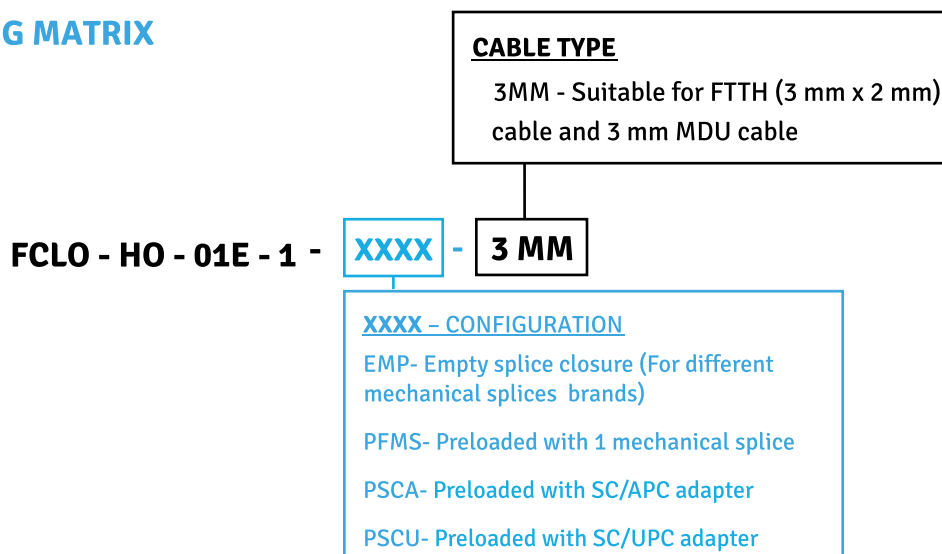 G MATRIX
CABLE TYPE
3MM - Suitable for FTTH (3 mm x 2 mm)
cable and 3 mm MDU cable
FCLO - HO - 01E - 1 - XXXX - 3 MM
XXXX – CONFIGURATION
EMP- Empty splice closure (For different
mechanical splices brands)
PFMS- Preloaded with 1 mechanical splice
PSCA- Preloaded with SC/APC adapter
PSCU- Preloaded with SC/UPC adapter